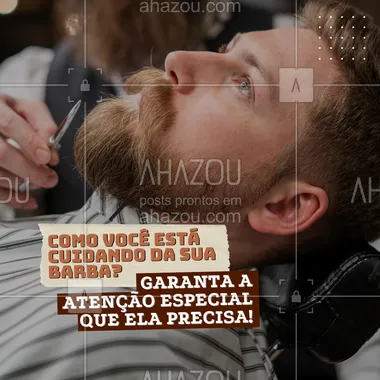 ahazou.com
A
AHAZOU
posts prontos em
ahazou.com
COMO VOCÊ ESTÁ
CUIDANDO DA SUA
BARBA?
GARANTA A
ATENÇÃO ESPECIAL
QUE ELA PRECISA!
AHAZOU